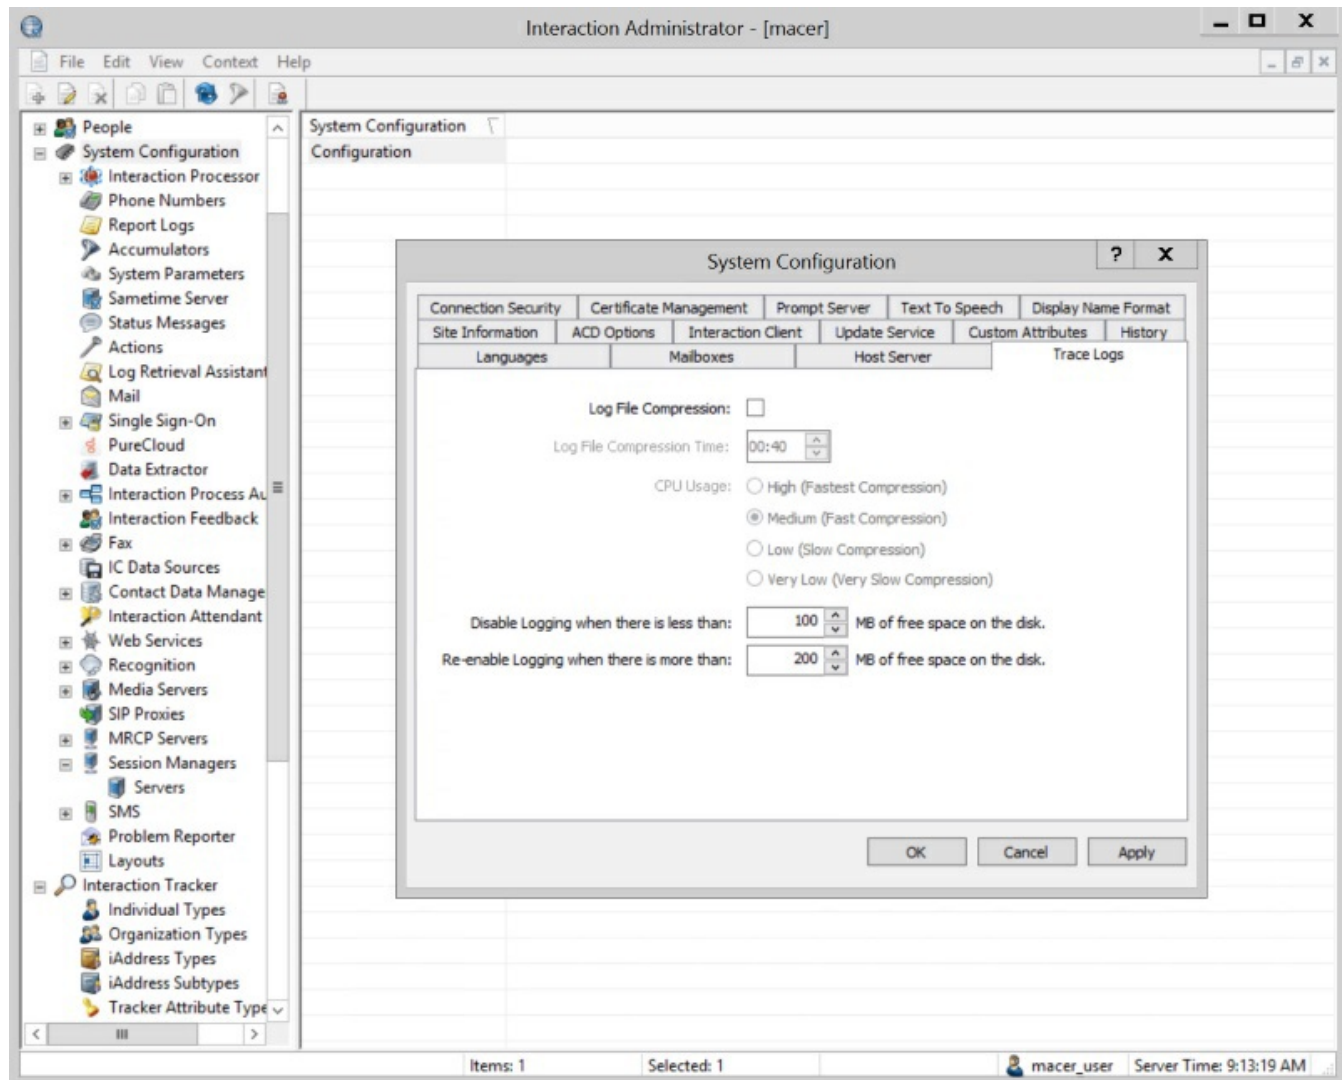 Interaction Administrator - [macer]
File Edit View Context Help
People
System Configuration
Interaction Processor
Phone Numbers
Report Logs
Accumulators
System Parameters
Sametime Server
Status Messages
Actions
Log Retrieval Assistant
Mail
Single Sign-On
PureCloud
Data Extractor
Interaction Process Au
Interaction Feedback
Fax
IC Data Sources
Contact Data Manage
Interaction Attendant
Web Services
Recognition
Media Servers
SIP Proxies
MRCP Servers
Session Managers
Servers
SMS
Problem Reporter
Layouts
Interaction Tracker
Individual Types
Organization Types
iAddress Types
iAddress Subtypes
Tracker Attribute Type
System Configuration
Configuration
System Configuration
Connection Security Certificate Management Prompt Server Text To Speech Display Name Format
Site Information ACD Options Interaction Client Update Service Custom Attributes History
Languages Mailboxes Host Server Trace Logs
Log File Compression:
Log File Compression Time: 00:40
CPU Usage: High (Fastest Compression)
Medium (Fast Compression)
Low (Slow Compression)
Very Low (Very Slow Compression)
Disable Logging when there is less than: 100 MB of free space on the disk.
Re-enable Logging when there is more than: 200 MB of free space on the disk.
OK Cancel Apply
Items: 1 Selected: 1 macer_user Server Time: 9:13:19 AM